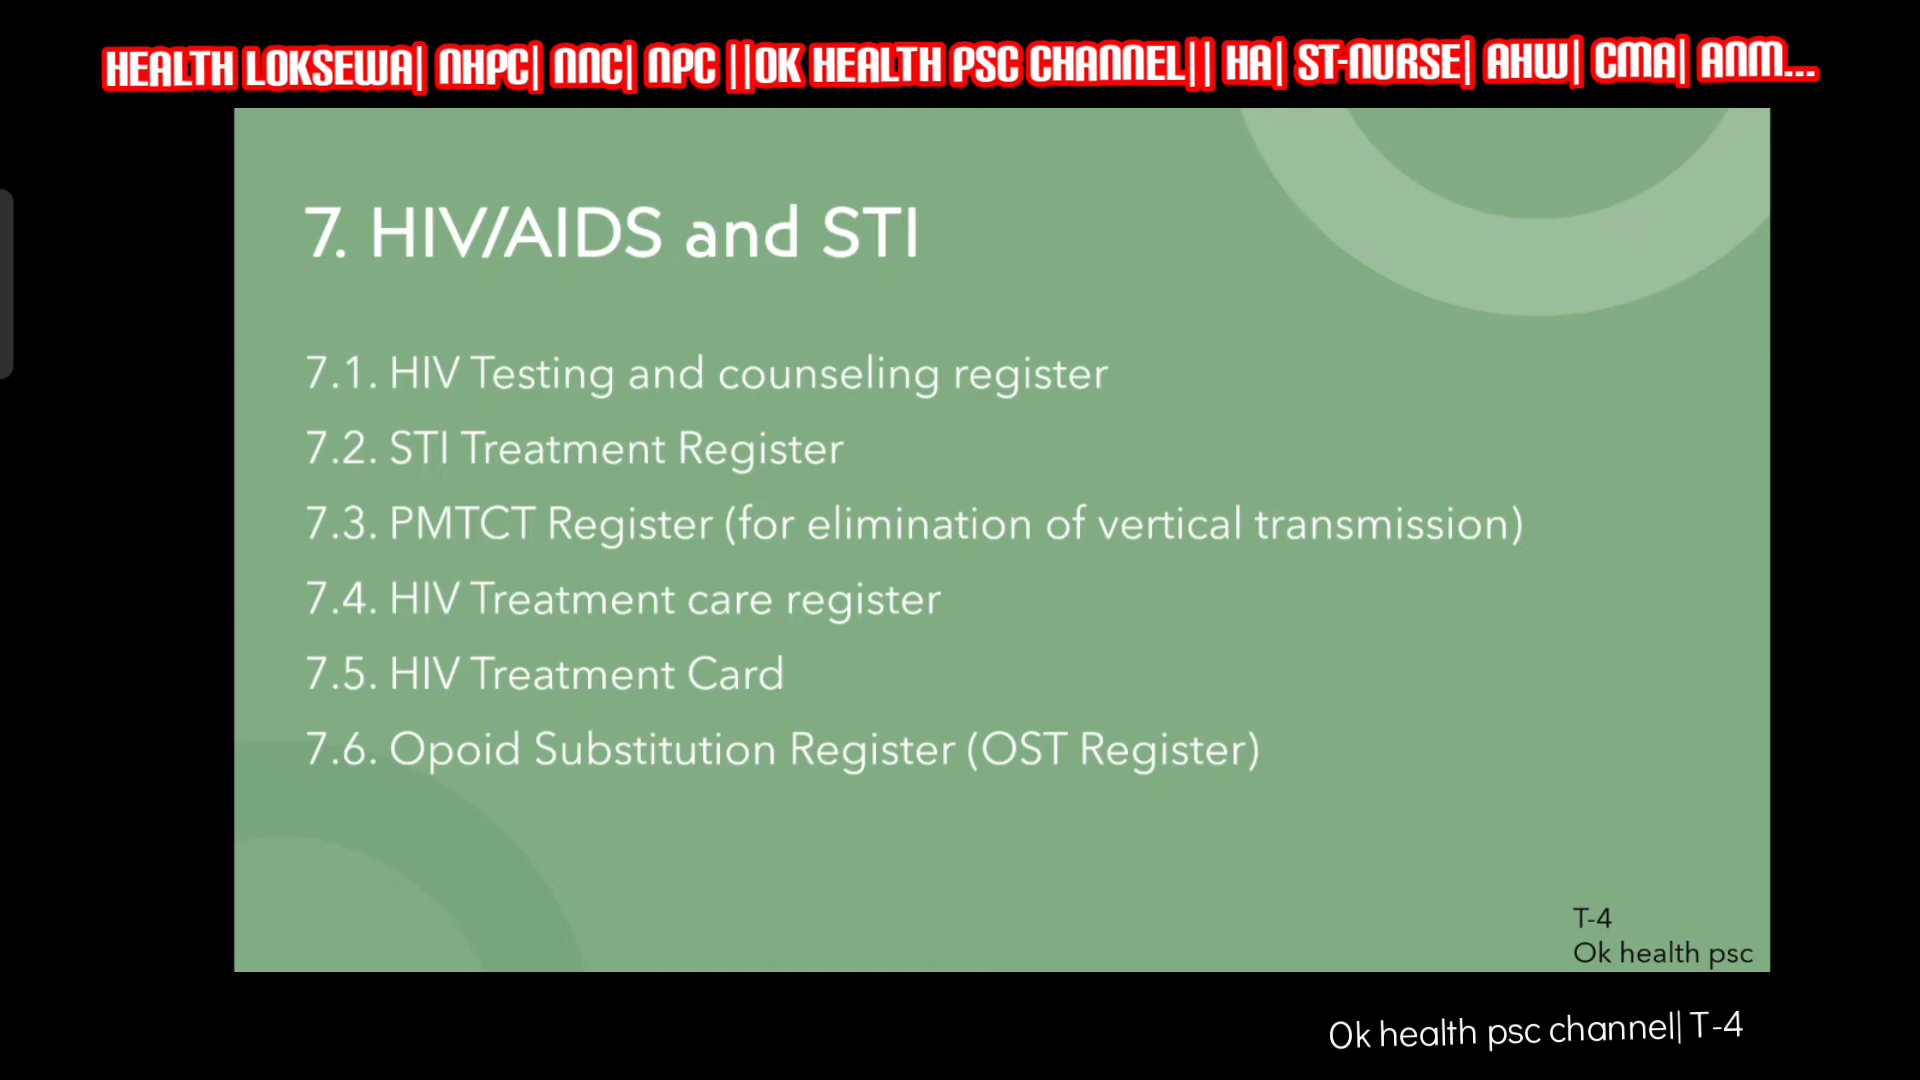 HEALTH LOKSEWA| NHPC| NNC| NPC ||OK HEALTH PSC CHANNEL|| HA| ST-NURSE| AHW| CMA| ANM...
7. HIV/AIDS and STI
7.1. HIV Testing and counseling register
7.2. STI Treatment Register
7.3. PMTCT Register (for elimination of vertical transmission)
7.4. HIV Treatment care register
7.5. HIV Treatment Card
7.6. Opoid Substitution Register (OST Register)
T-4
Ok health psc
Ok health psc channel|| T-4